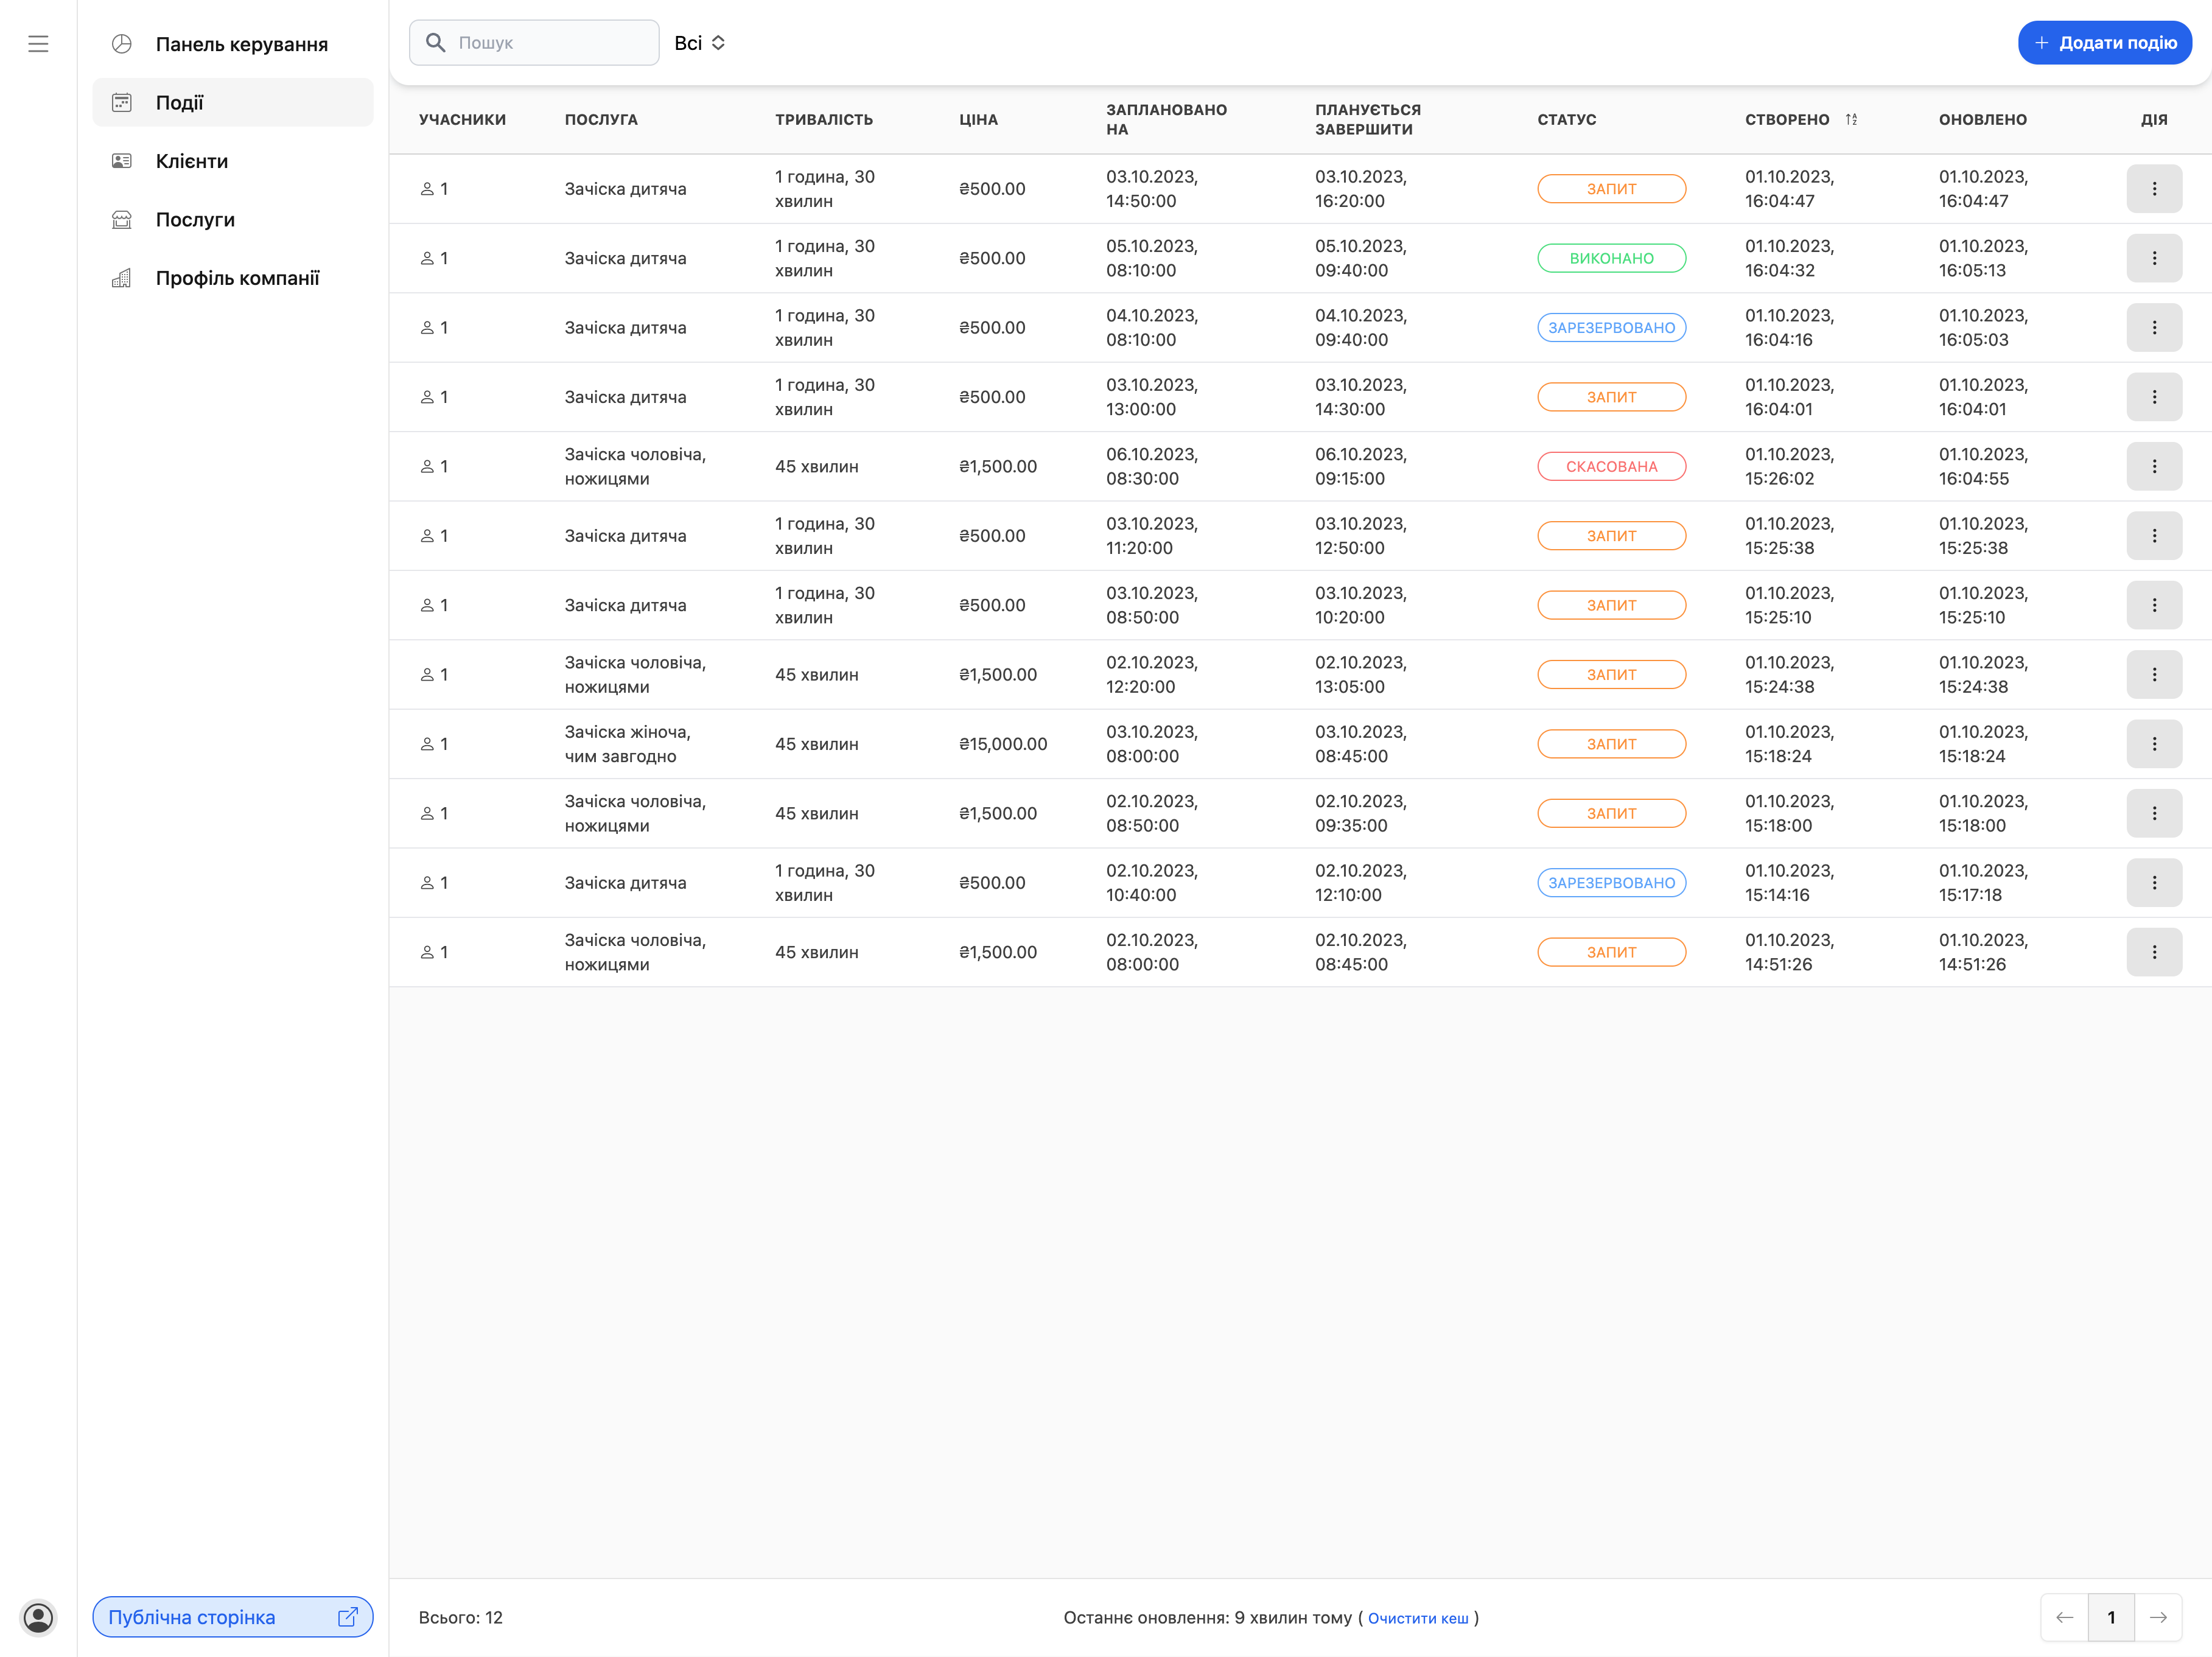 Панель керування
Події
Клієнти
Послуги
Профіль компанії
Публічна сторінка
Пошук
Всі
Додати подію
УЧАСНИКИ ПОСЛУГА ТРИВАЛІСТЬ ЦІНА ЗАПЛАНОВАНО НА ПЛАНУЄТЬСЯ ЗАВЕРШИТИ СТАТУС СТВОРЕНО ОНОВЛЕНО ДІЯ
1 Зачіска дитяча 1 година, 30 хвилин ₴500.00 03.10.2023, 14:50:00 03.10.2023, 16:20:00 ЗАПИТ 01.10.2023, 16:04:47 01.10.2023, 16:04:47
1 Зачіска дитяча 1 година, 30 хвилин ₴500.00 05.10.2023, 08:10:00 05.10.2023, 09:40:00 ВИКОНАНО 01.10.2023, 16:04:32 01.10.2023, 16:05:13
1 Зачіска дитяча 1 година, 30 хвилин ₴500.00 04.10.2023, 08:10:00 04.10.2023, 09:40:00 ЗАРЕЗЕРВОВАНО 01.10.2023, 16:04:16 01.10.2023, 16:05:03
1 Зачіска дитяча 1 година, 30 хвилин ₴500.00 03.10.2023, 13:00:00 03.10.2023, 14:30:00 ЗАПИТ 01.10.2023, 16:04:01 01.10.2023, 16:04:01
1 Зачіска чоловіча, ножицями 45 хвилин ₴1,500.00 06.10.2023, 08:30:00 06.10.2023, 09:15:00 СКАСОВАНА 01.10.2023, 15:26:02 01.10.2023, 16:04:55
1 Зачіска дитяча 1 година, 30 хвилин ₴500.00 03.10.2023, 11:20:00 03.10.2023, 12:50:00 ЗАПИТ 01.10.2023, 15:25:38 01.10.2023, 15:25:38
1 Зачіска дитяча 1 година, 30 хвилин ₴500.00 03.10.2023, 08:50:00 03.10.2023, 10:20:00 ЗАПИТ 01.10.2023, 15:25:10 01.10.2023, 15:25:10
1 Зачіска чоловіча, ножицями 45 хвилин ₴1,500.00 02.10.2023, 12:20:00 02.10.2023, 13:05:00 ЗАПИТ 01.10.2023, 15:24:38 01.10.2023, 15:24:38
1 Зачіска жіноча, чим завгодно 45 хвилин ₴15,000.00 03.10.2023, 08:00:00 03.10.2023, 08:45:00 ЗАПИТ 01.10.2023, 15:18:24 01.10.2023, 15:18:24
1 Зачіска чоловіча, ножицями 45 хвилин ₴1,500.00 02.10.2023, 08:50:00 02.10.2023, 09:35:00 ЗАПИТ 01.10.2023, 15:18:00 01.10.2023, 15:18:00
1 Зачіска дитяча 1 година, 30 хвилин ₴500.00 02.10.2023, 10:40:00 02.10.2023, 12:10:00 ЗАРЕЗЕРВОВАНО 01.10.2023, 15:14:16 01.10.2023, 15:17:18
1 Зачіска чоловіча, ножицями 45 хвилин ₴1,500.00 02.10.2023, 08:00:00 02.10.2023, 08:45:00 ЗАПИТ 01.10.2023, 14:51:26 01.10.2023, 14:51:26
Всього: 12
Останнє оновлення: 9 хвилин тому ( Очистити кеш )
1